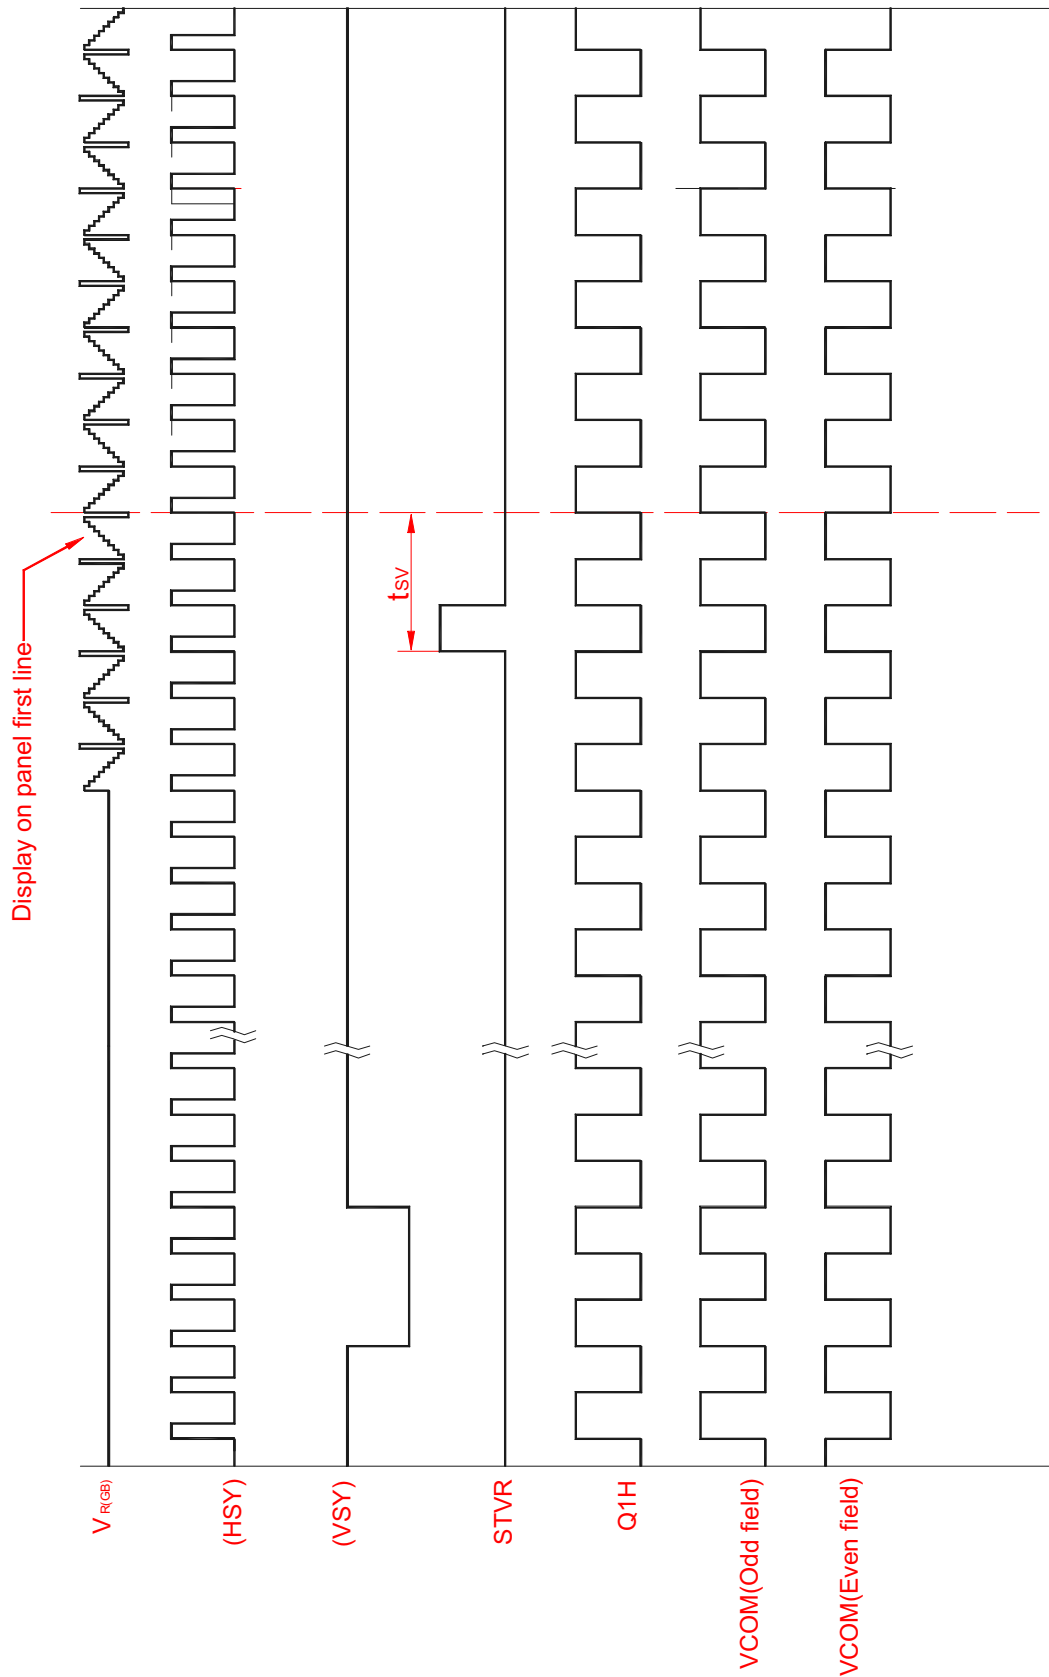 Display on panel first line
tsv
VR(GB)
(HSY)
(VSY)
STVR
Q1H
VCOM(Odd field)
VCOM(Even field)